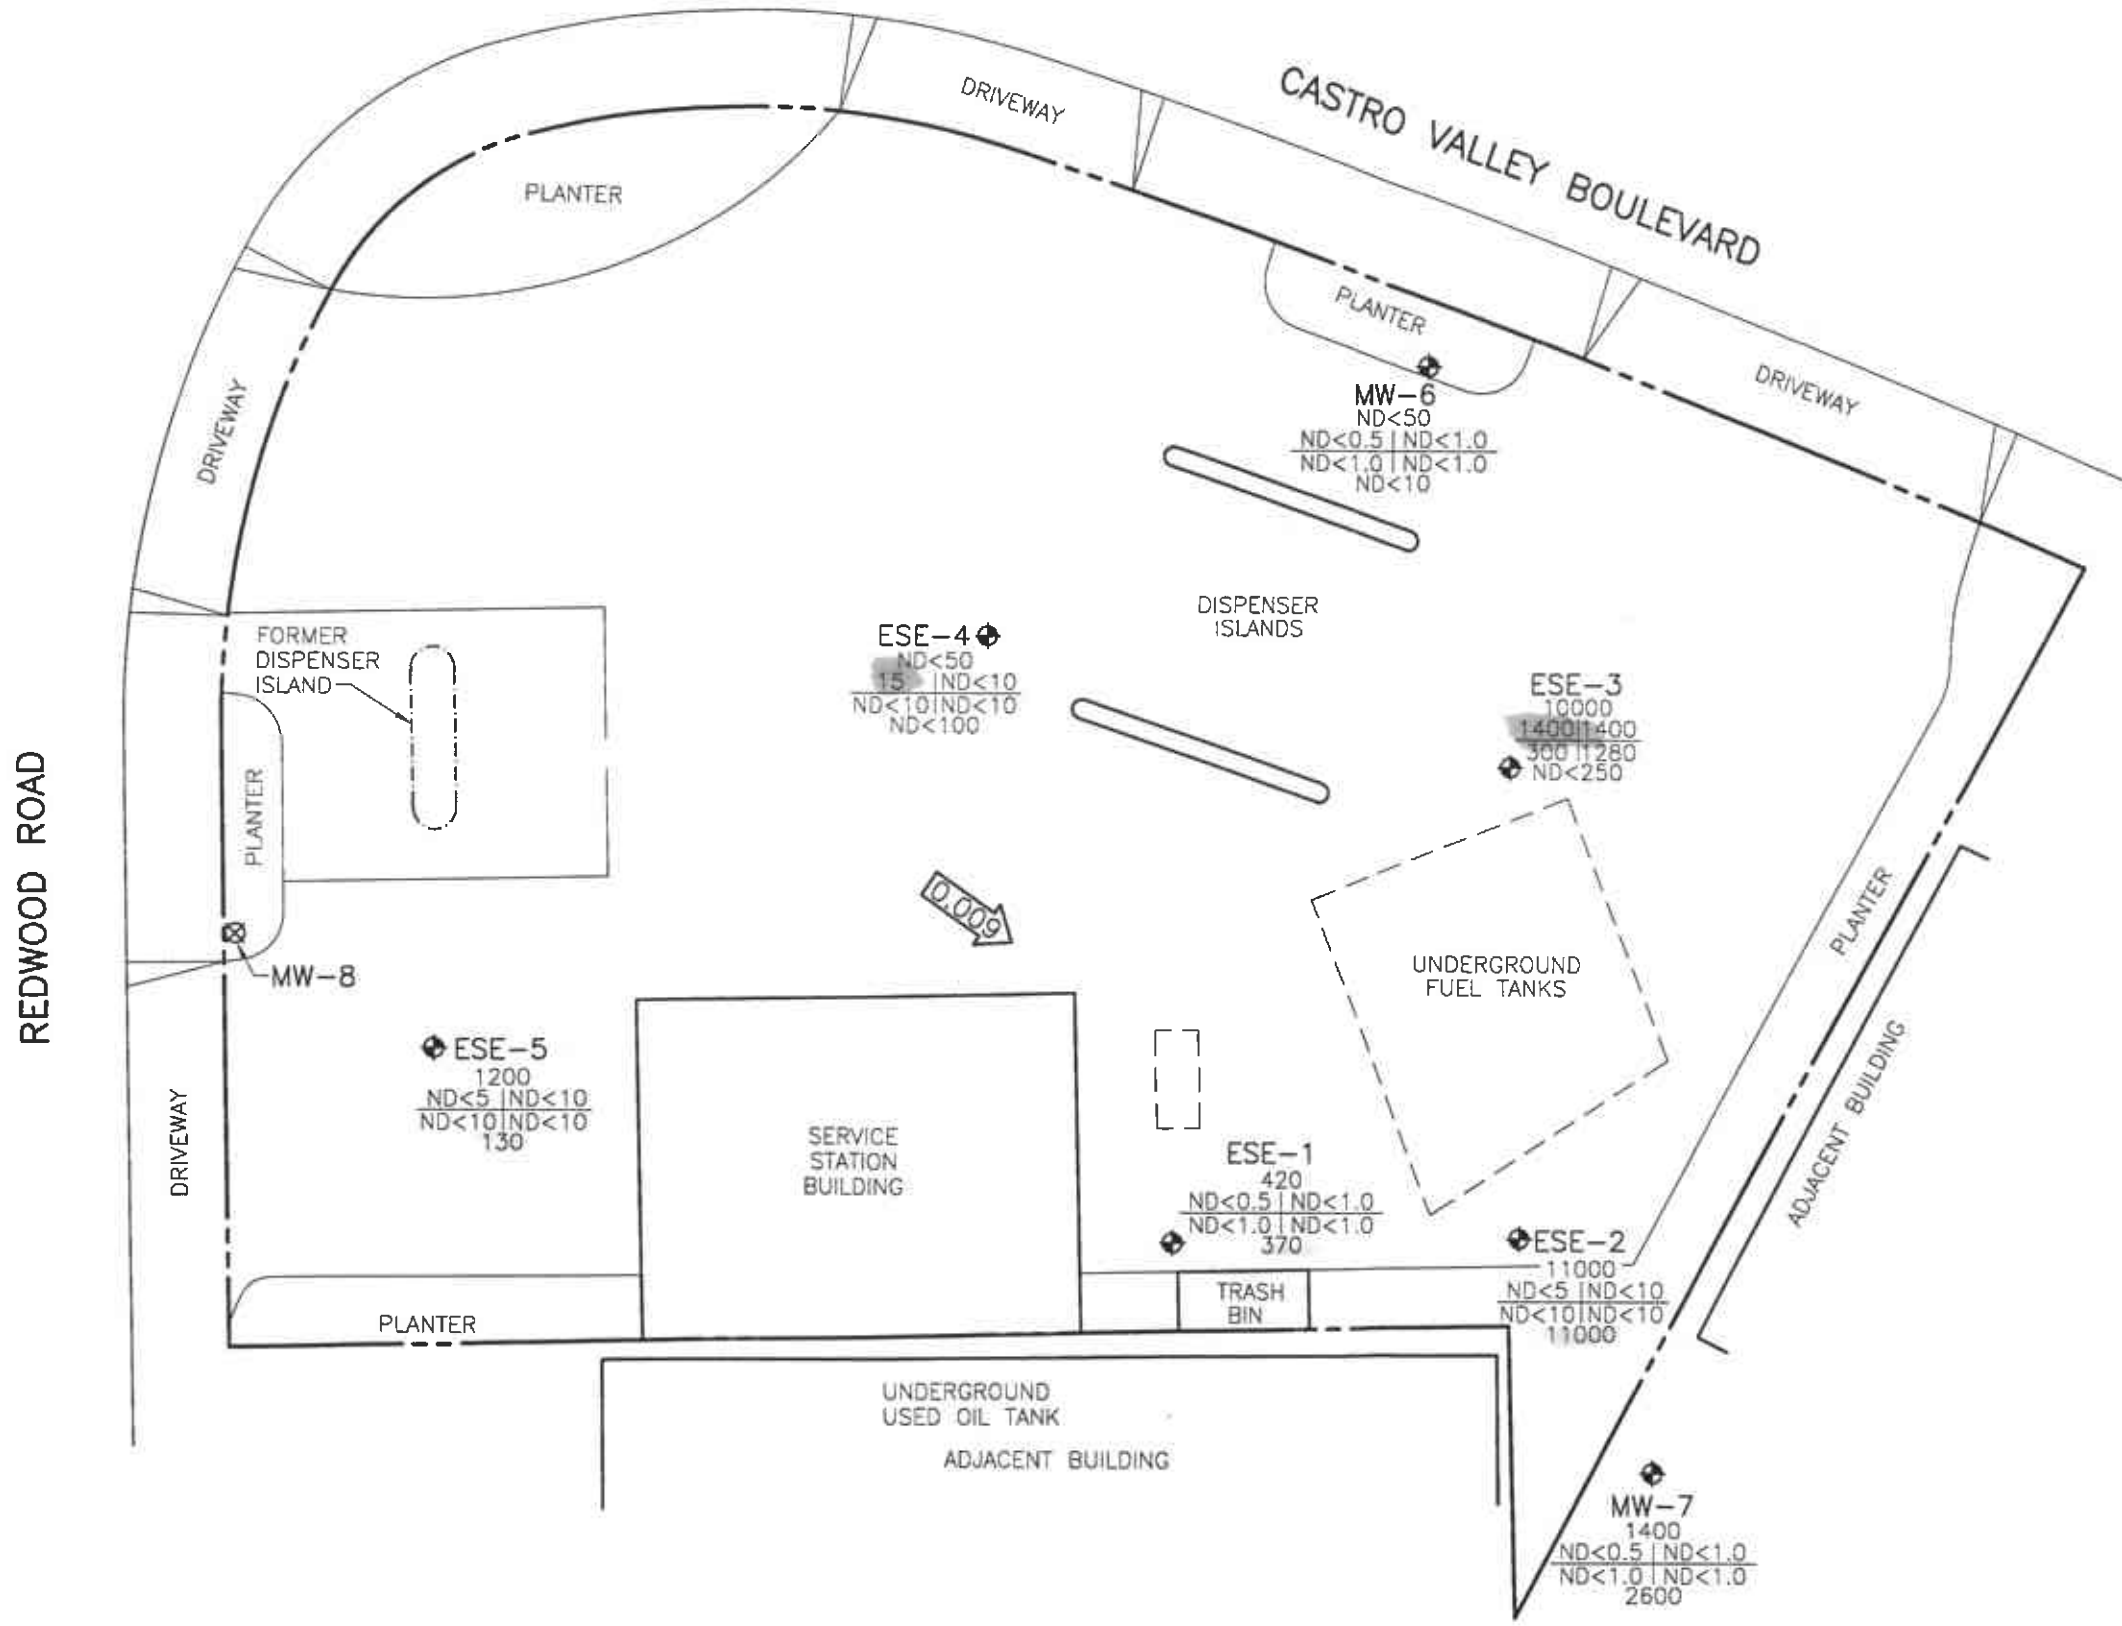 DRIVEWAY
CASTRO VALLEY BOULEVARD
PLANTER
PLANTER
DRIVEWAY
MW-6
ND<50
ND<0.5 | ND<1.0
ND<1.0 | ND<1.0
ND<10
DRIVEWAY
DISPENSER
ISLANDS
FORMER
DISPENSER
ISLAND
ESE-4
ND<50
15 | ND<10
ND<10 | ND<10
ND<100
ESE-3
10000
1400 | 1400
300 | 1280
ND<250
REDWOOD ROAD
PLANTER
MW-8
0.009
UNDERGROUND
FUEL TANKS
PLANTER
ADJACENT BUILDING
ESE-5
1200
ND<5 | ND<10
ND<10 | ND<10
130
DRIVEWAY
SERVICE
STATION
BUILDING
ESE-1
420
ND<0.5 | ND<1.0
ND<1.0 | ND<1.0
370
ESE-2
11000
ND<5 | ND<10
ND<10 | ND<10
11000
TRASH
BIN
PLANTER
UNDERGROUND
USED OIL TANK
ADJACENT BUILDING
MW-7
1400
ND<0.5 | ND<1.0
ND<1.0 | ND<1.0
2600